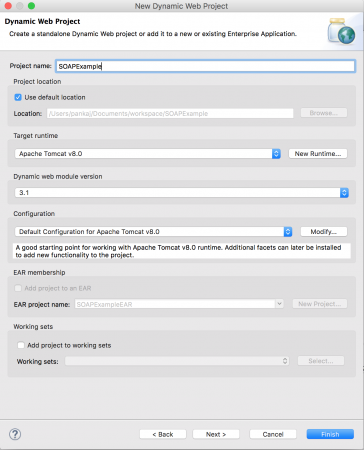 New Dynamic Web Project
Dynamic Web Project
Create a standalone Dynamic Web project or add it to a new or existing Enterprise Application.
Project name: SOAPExample
Project location
Use default location
Location: /Users/pankaj/Documents/workspace/SOAPExample Browse...
Target runtime
Apache Tomcat v8.0 New Runtime...
Dynamic web module version
3.1
Configuration
Default Configuration for Apache Tomcat v8.0 Modify...
A good starting point for working with Apache Tomcat v8.0 runtime. Additional facets can later be installed
to add new functionality to the project.
EAR membership
Add project to an EAR
EAR project name: SOAPExampleEAR New Project...
Working sets
Add project to working sets
Working sets: Select...
? < Back Next > Cancel Finish